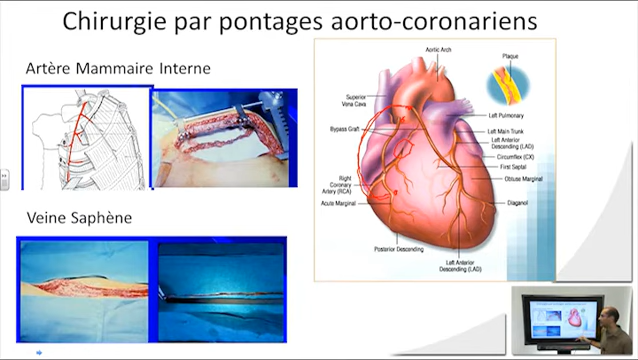 Chirurgie par pontages aorto-coronariens
Artère Mammaire Interne
Veine Saphène
Aortic Arch
Plaque
Superior
Vena Cava
Left Pulmonary
Bypass Graft
Left Main Trunk
Left Anterior
Descending (LAD)
Circumflex (CX)
First Septal
Right
Coronary
Artery (RCA)
Obtuse Marginal
Acute Marginal
Diagonal
Posterior Descending
Left Anterior
Descending (LAD)